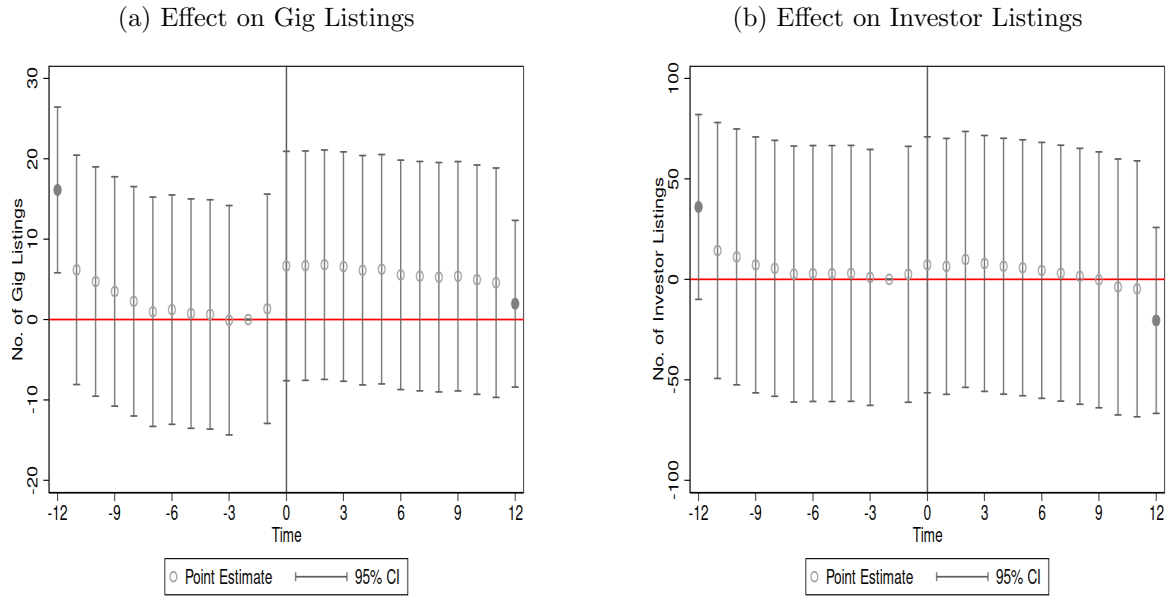 (a) Effect on Gig Listings
No. of Gig Listings
30
20
10
0
-10
-20
-12 -9 -6 -3 0 3 6 9 12
Time
Point Estimate 95% CI
(b) Effect on Investor Listings
No. of Investor Listings
100
50
0
-50
-100
-12 -9 -6 -3 0 3 6 9 12
Time
Point Estimate 95% CI